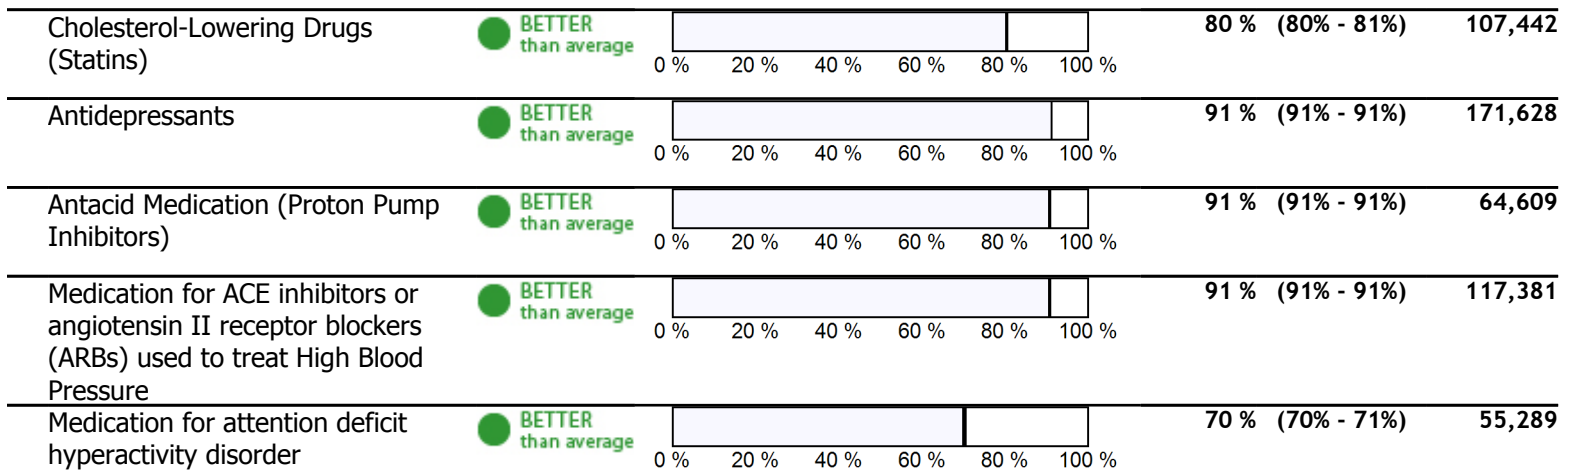 Cholesterol-Lowering Drugs
(Statins)
BETTER
than average
0 % 20 % 40 % 60 % 80 % 100 %
80 % (80% - 81%) 107,442
Antidepressants
BETTER
than average
0 % 20 % 40 % 60 % 80 % 100 %
91 % (91% - 91%) 171,628
Antacid Medication (Proton Pump
Inhibitors)
BETTER
than average
0 % 20 % 40 % 60 % 80 % 100 %
91 % (91% - 91%) 64,609
Medication for ACE inhibitors or
angiotensin II receptor blockers
(ARBs) used to treat High Blood
Pressure
BETTER
than average
0 % 20 % 40 % 60 % 80 % 100 %
91 % (91% - 91%) 117,381
Medication for attention deficit
hyperactivity disorder
BETTER
than average
0 % 20 % 40 % 60 % 80 % 100 %
70 % (70% - 71%) 55,289